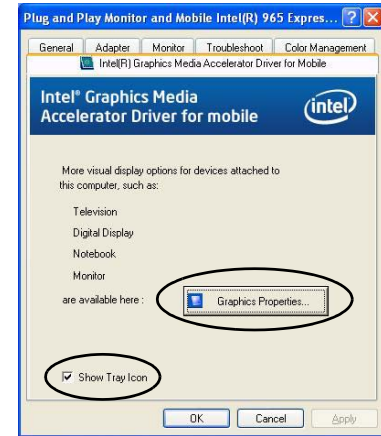 Plug and Play Monitor and Mobile Intel(R) 965 Expres...
General Adapter Monitor Troubleshoot Color Management
Intel(R) Graphics Media Accelerator Driver for Mobile
Intel® Graphics Media
Accelerator Driver for mobile
intel
More visual display options for devices attached to
this computer, such as:
Television
Digital Display
Notebook
Monitor
are available here :
Graphics Properties...
Show Tray Icon
OK Cancel Apply